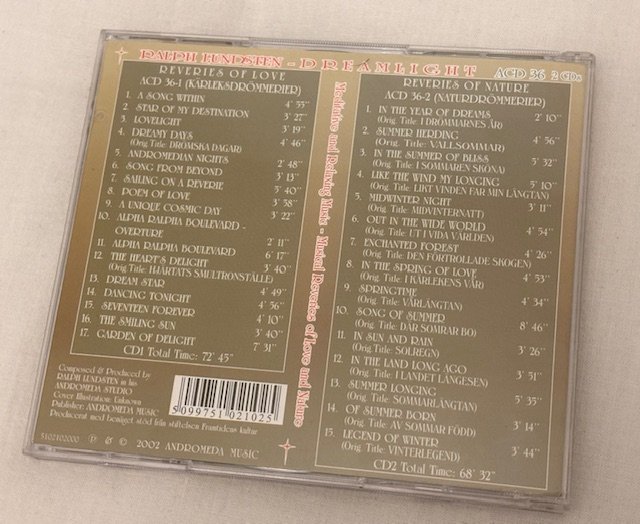 RALPH LUNDSTEN - DREAMLIGHT ACD 36 2 CDs
REVERIES OF LOVE
ACD 36-1 (KÄRLEKSDRÖMMERIER)
1. A SONG WITHIN 4' 55"
2. STAR OF MY DESTINATION 3' 27"
3. LOVELIGHT 3' 19"
4. DREAMY DAYS 4' 46"
(Orig Title: DRÖMSKA DAGAR)
5. ANDROMEDIAN NIGHTS 2' 48"
6. SONG FROM BEYOND 3' 13"
7. SAILING ON A REVERIE 5' 40"
8. POEM OF LOVE 3' 58"
9. A UNIQUE COSMIC DAY 3' 22"
10. ALPHA RALPHA BOULEVARD -
OVERTURE 2' 11"
11. ALPHA RALPHA BOULEVARD 6' 17"
12. THE HEART'S DELIGHT 3' 40"
(Orig Title: HJÄRTATS SMULTRONSTÄLLE)
13. DREAM STAR 4' 49"
14. DANCING TONIGHT 4' 56"
15. SEVENTEEN FOREVER 4' 10"
16. THE SMILING SUN 3' 40"
17. GARDEN OF DELIGHT 7' 31"
CD1 Total Time: 72' 45"
Composed & Produced by
RALPH LUNDSTEN in his
ANDROMEDA STUDIO
Cover Illustration: Unknown
Publisher: ANDROMEDA MUSIC
Producerat med benäget stöd från stiftelsen Framtidens kultur
5099751021025
5102102000 ℗ & © 2002 ANDROMEDA MUSIC
Meditative and Relaxing Music - Musical Reveries of Love and Nature
REVERIES OF NATURE
ACD 36-2 (NATURDRÖMMERIER)
1. IN THE YEAR OF DREAMS 2' 10"
(Orig. Title: I DRÖMMARNES ÅR)
2. SUMMER HERDING 4' 56"
(Orig. Title: VALLSOMMAR)
3. IN THE SUMMER OF BLISS 5' 32"
(Orig. Title: I SOMMAREN SKÖNA)
4. LIKE THE WIND MY LONGING 5' 10"
(Orig. Title: LIKT VINDEN FAR MIN LÄNGTAN)
5. MIDWINTER NIGHT 3' 11"
(Orig. Title: MIDVINTERNATT)
6. OUT IN THE WIDE WORLD 4' 54"
(Orig. Title: UT I VIDA VÄRLDEN)
7. ENCHANTED FOREST 4' 26"
(Orig. Title: DEN FÖRTROLLADE SKOGEN)
8. IN THE SPRING OF LOVE 4' 53"
(Orig. Title: I KÄRLEKENS VÅR)
9. SPRINGTIME 4' 34"
(Orig. Title: VÅRLÄNGTAN)
10. SONG OF SUMMER 8' 46"
(Orig. Title: DÄR SOMMAR BO)
11. IN SUN AND RAIN 3' 26"
(Orig. Title: SOLREGN)
12. IN THE LAND LONG AGO 3' 51"
(Orig. Title: I LANDET LÄNGESEN)
13. SUMMER LONGING 5' 35"
(Orig. Title: SOMMARLÄNGTAN)
14. OF SUMMER BORN 3' 14"
(Orig. Title: AV SOMMAR FÖDD)
15. LEGEND OF WINTER 3' 44"
(Orig. Title: VINTERLEGEND)
CD2 Total Time: 68' 32"